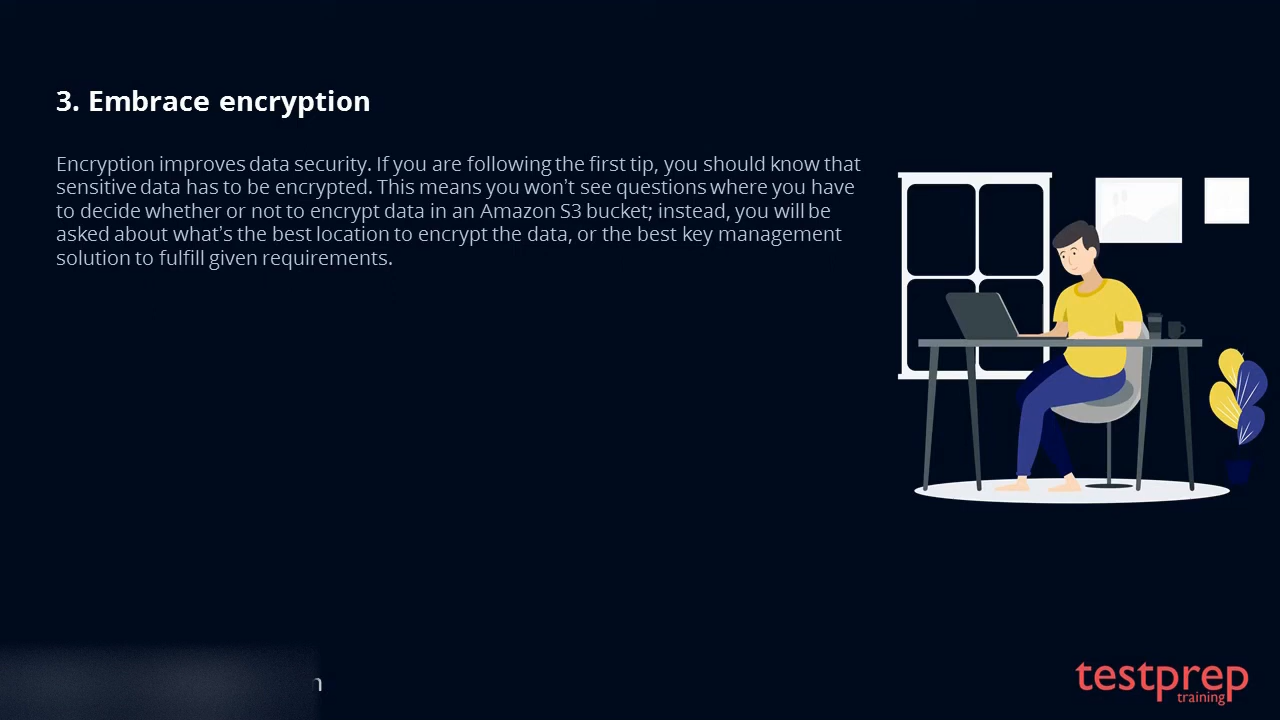 3. Embrace encryption
Encryption improves data security. If you are following the first tip, you should know that
sensitive data has to be encrypted. This means you won't see questions where you have
to decide whether or not to encrypt data in an Amazon S3 bucket; instead, you will be
asked about what's the best location to encrypt the data, or the best key management
solution to fulfill given requirements.
testprep
training